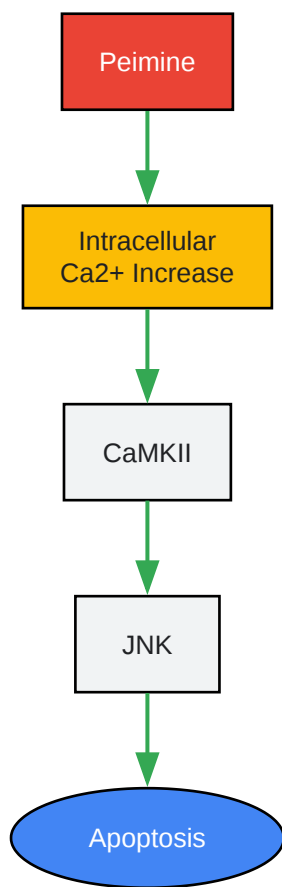 Peimine
Intracellular
Ca2+ Increase
CaMKII
JNK
Apoptosis